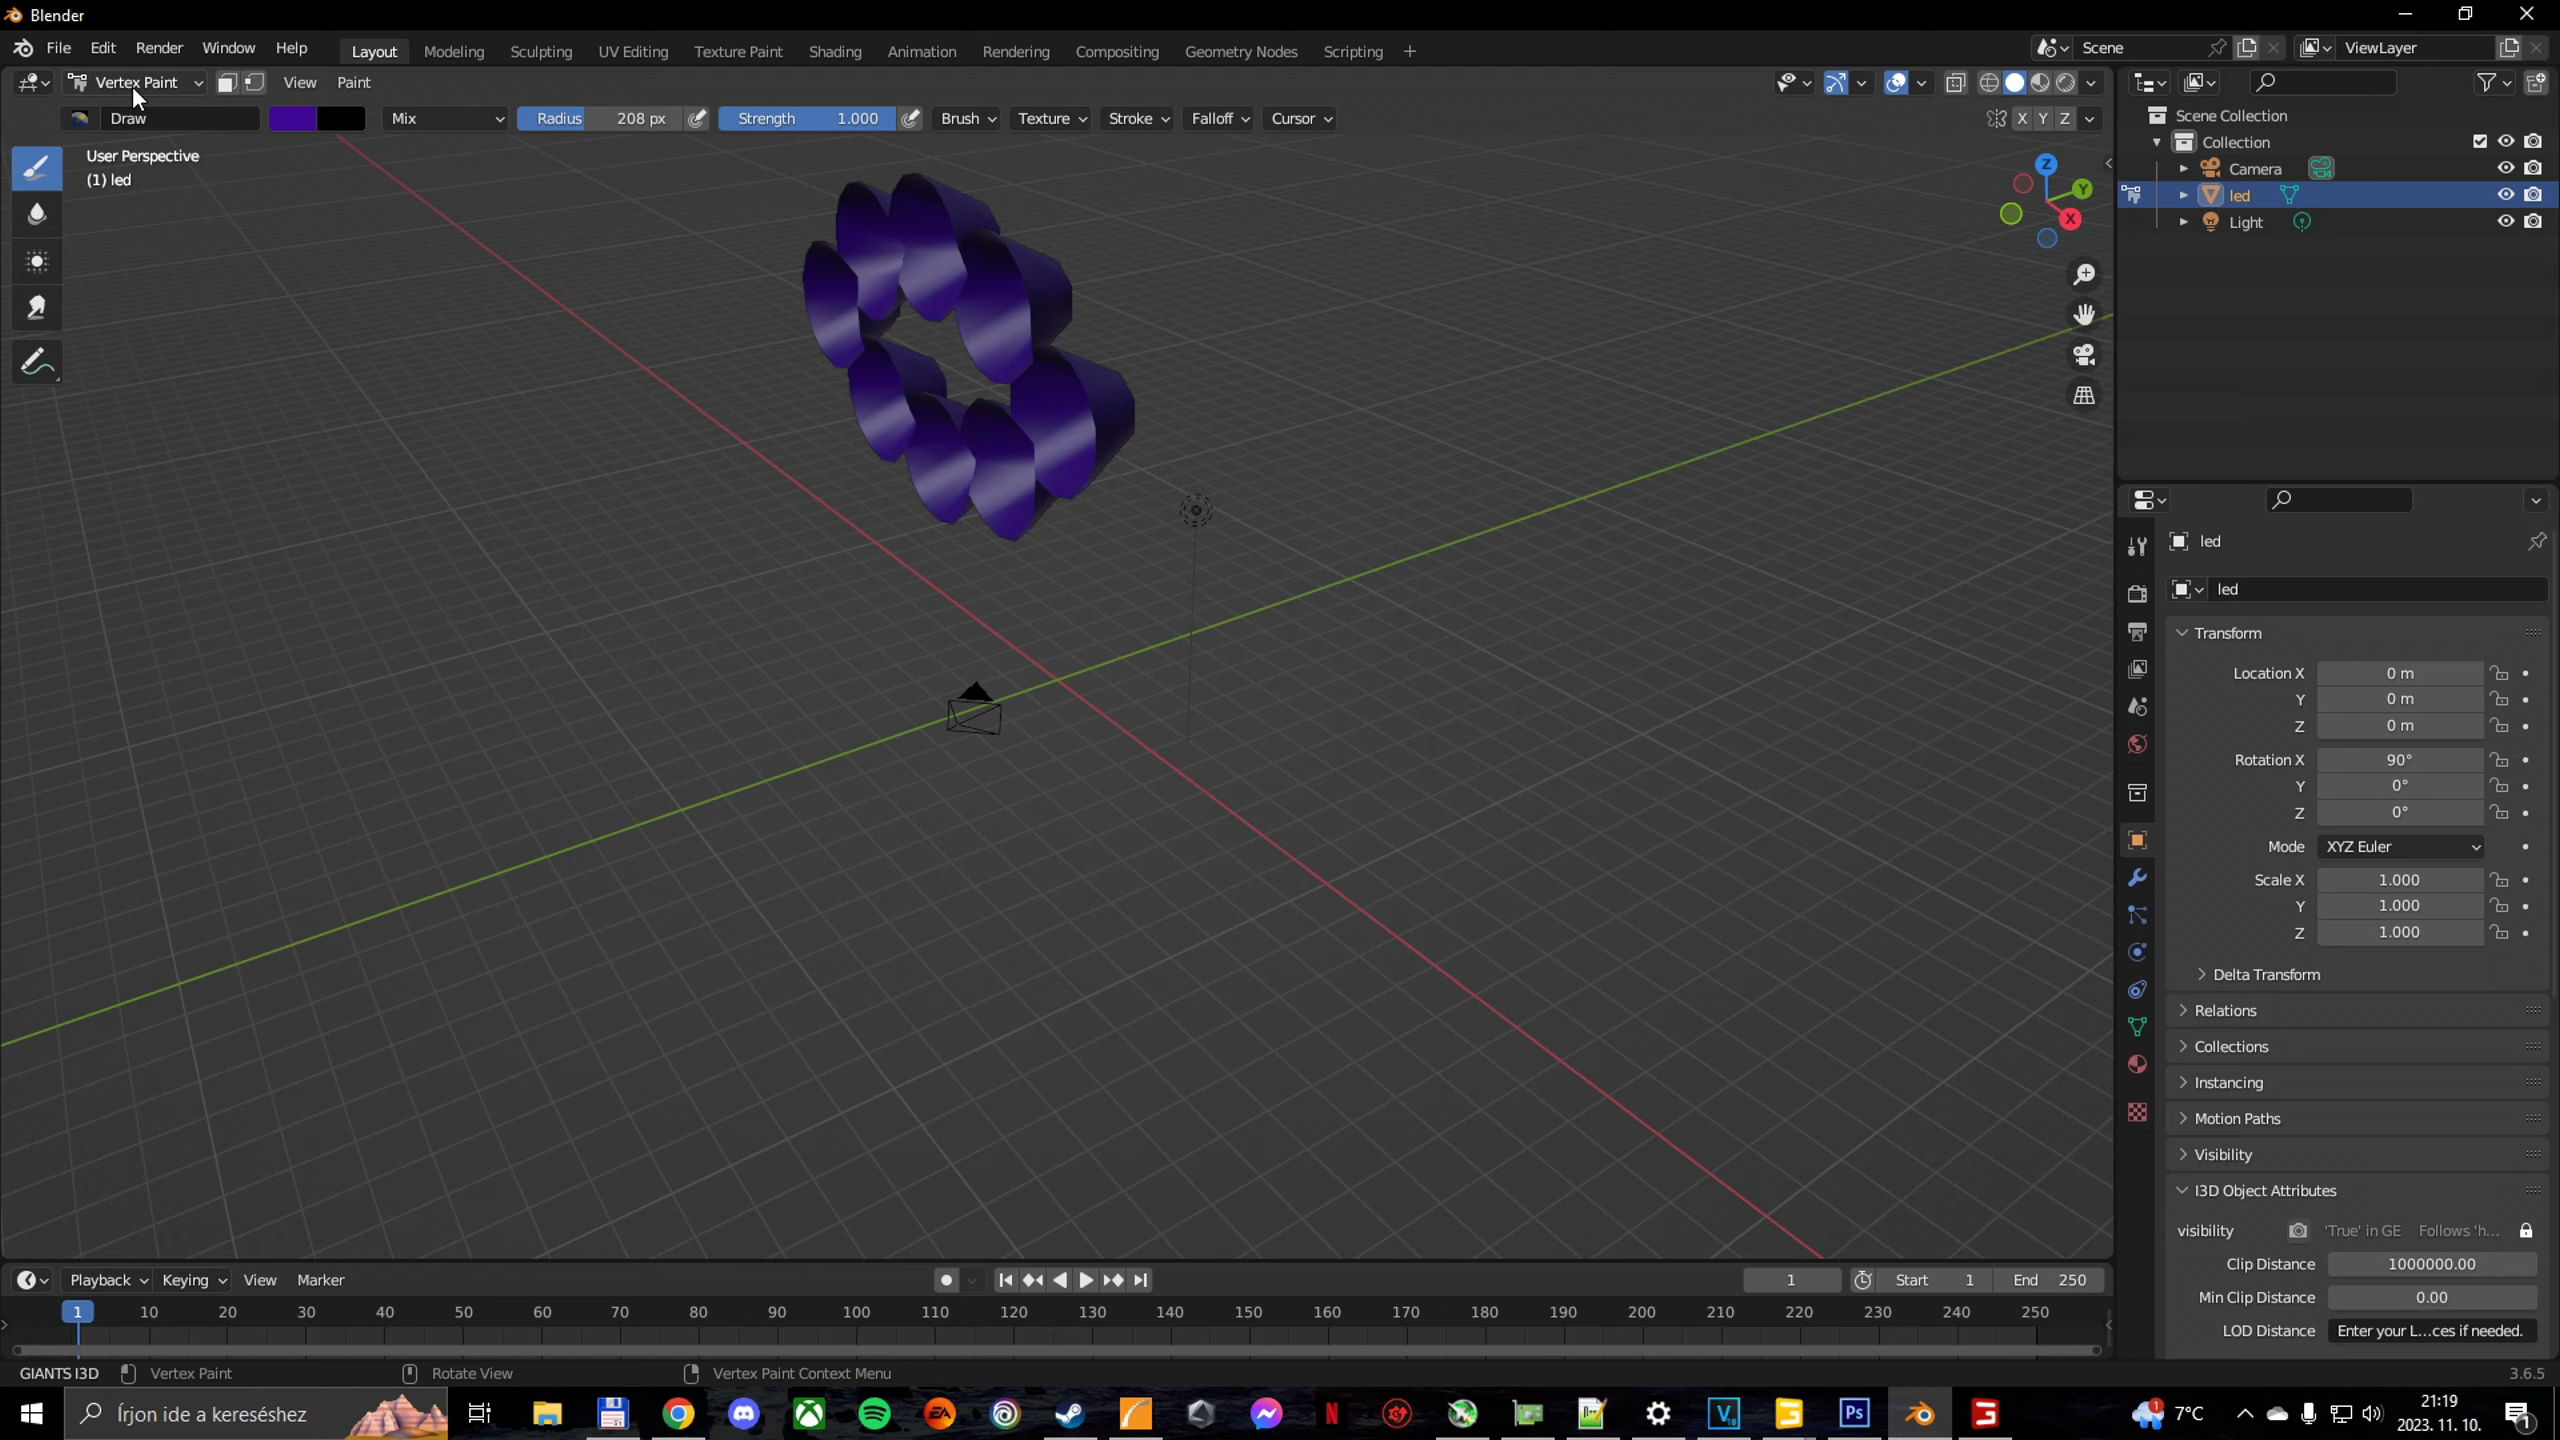 Blender
File Edit Render Window Help Layout Modeling Sculpting UV Editing Texture Paint Shading Animation Rendering Compositing Geometry Nodes Scripting + Scene ViewLayer
Vertex Paint View Paint
Draw Mix Radius 208 px Strength 1.000 Brush Texture Stroke Falloff Cursor X Y Z
User Perspective
(1) led
Z
Y
X
Scene Collection
Collection
Camera
led
Light
led
led
Transform
Location X 0 m
Y 0 m
Z 0 m
Rotation X 90°
Y 0°
Z 0°
Mode XYZ Euler
Scale X 1.000
Y 1.000
Z 1.000
Delta Transform
Relations
Collections
Instancing
Motion Paths
Visibility
I3D Object Attributes
visibility 'True' in GE Follows 'h...
Clip Distance 1000000.00
Min Clip Distance 0.00
LOD Distance Enter your L...ces if needed.
Playback Keying View Marker 1 Start 1 End 250
1 10 20 30 40 50 60 70 80 90 100 110 120 130 140 150 160 170 180 190 200 210 220 230 240 250
GIANTS I3D Vertex Paint Rotate View Vertex Paint Context Menu 3.6.5
Írjon ide a kereséshez
EA
N
V
S
Ps
S
1
7°C
21:19
2023. 11. 10.
1